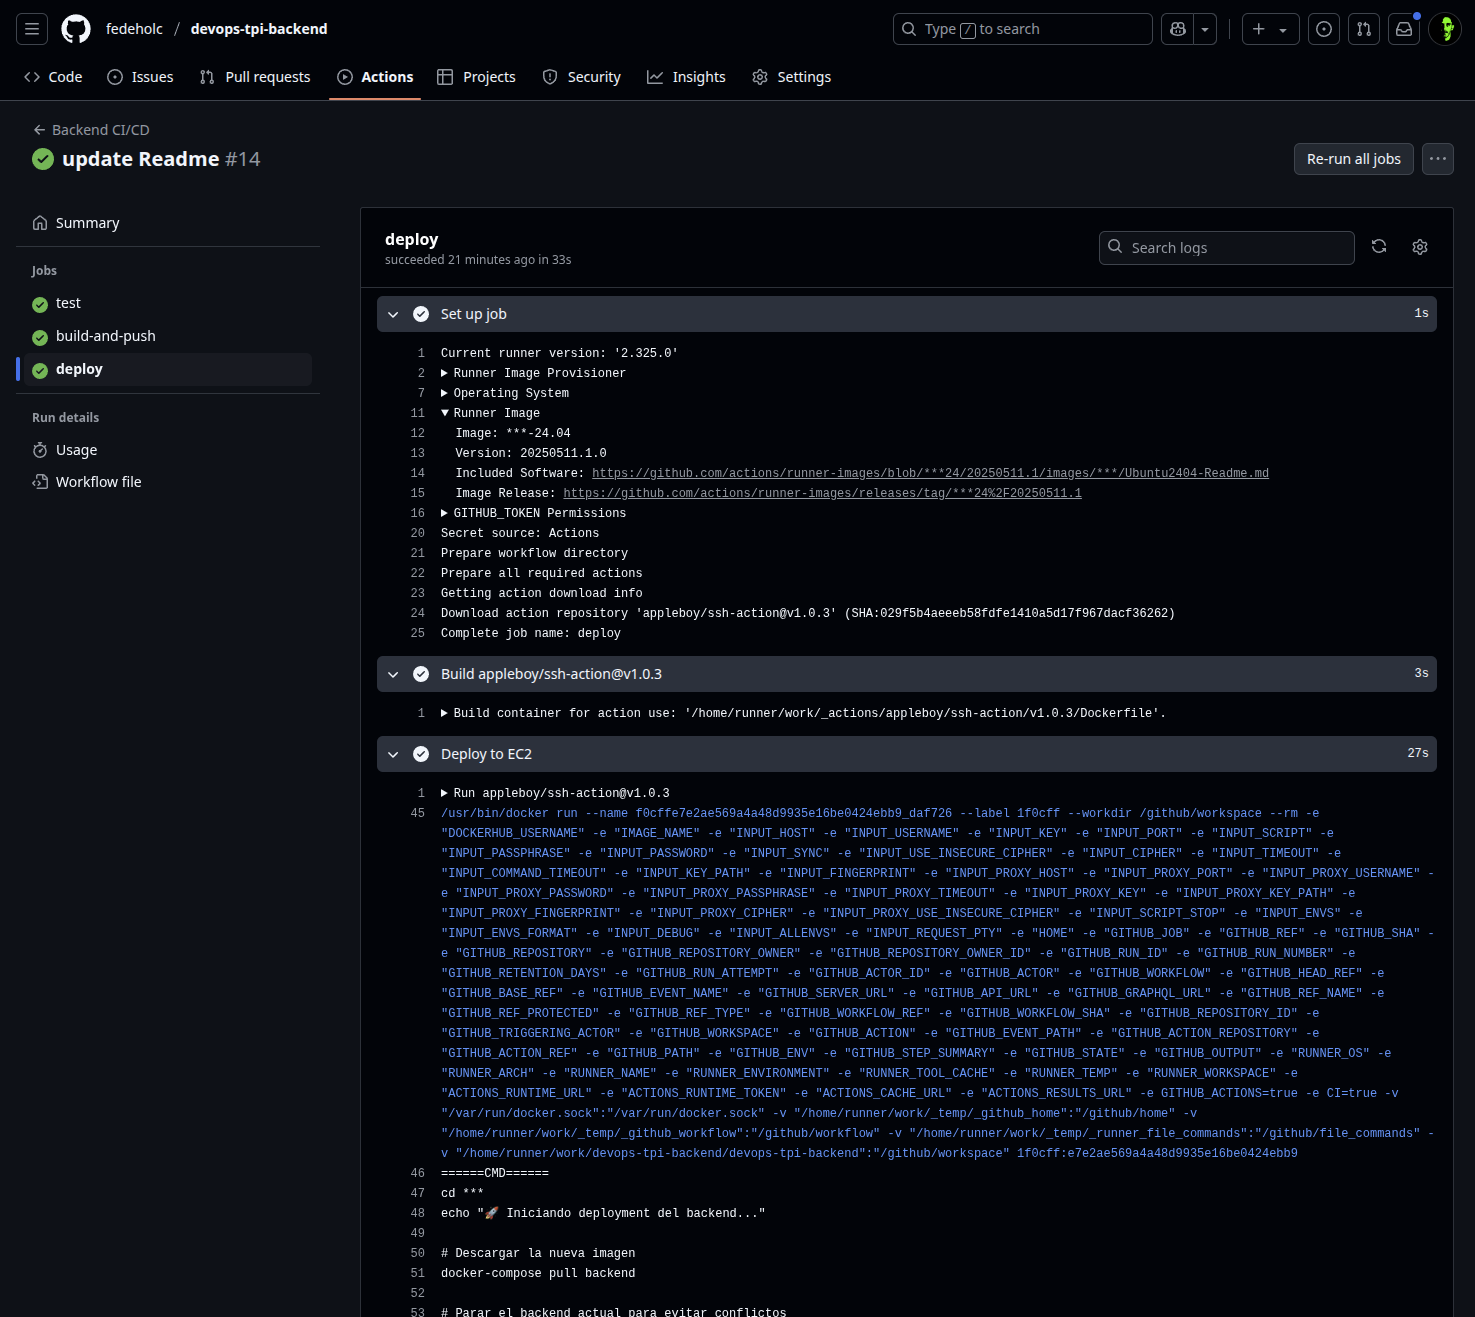 fedeholc / devops-tpi-backend
Type / to search
Code
Issues
Pull requests
Actions
Projects
Security
Insights
Settings
Backend CI/CD
update Readme #14
Re-run all jobs
Summary
Jobs
test
build-and-push
deploy
Run details
Usage
Workflow file
deploy
succeeded 21 minutes ago in 33s
Search logs
Set up job 1s
1 Current runner version: '2.325.0'
2 Runner Image Provisioner
7 Operating System
11 Runner Image
12 Image: ***-24.04
13 Version: 20250511.1.0
14 Included Software: https://github.com/actions/runner-images/blob/***24/20250511.1/images/***/Ubuntu2404-Readme.md
15 Image Release: https://github.com/actions/runner-images/releases/tag/***24%2F20250511.1
16 GITHUB_TOKEN Permissions
20 Secret source: Actions
21 Prepare workflow directory
22 Prepare all required actions
23 Getting action download info
24 Download action repository 'appleboy/ssh-action@v1.0.3' (SHA:029f5b4aeeeb58fdfe1410a5d17f967dacf36262)
25 Complete job name: deploy
Build appleboy/ssh-action@v1.0.3 3s
1 Build container for action use: '/home/runner/work/_actions/appleboy/ssh-action/v1.0.3/Dockerfile'.
Deploy to EC2 27s
1 Run appleboy/ssh-action@v1.0.3
45 /usr/bin/docker run --name f0cffe7e2ae569a4a48d9935e16be0424ebb9_daf726 --label 1f0cff --workdir /github/workspace --rm -e
"DOCKERHUB_USERNAME" -e "IMAGE_NAME" -e "INPUT_HOST" -e "INPUT_USERNAME" -e "INPUT_KEY" -e "INPUT_PORT" -e "INPUT_SCRIPT" -e
"INPUT_PASSPHRASE" -e "INPUT_PASSWORD" -e "INPUT_SYNC" -e "INPUT_USE_INSECURE_CIPHER" -e "INPUT_CIPHER" -e "INPUT_TIMEOUT" -e
"INPUT_COMMAND_TIMEOUT" -e "INPUT_KEY_PATH" -e "INPUT_FINGERPRINT" -e "INPUT_PROXY_HOST" -e "INPUT_PROXY_PORT" -e "INPUT_PROXY_USERNAME" -
e "INPUT_PROXY_PASSWORD" -e "INPUT_PROXY_PASSPHRASE" -e "INPUT_PROXY_TIMEOUT" -e "INPUT_PROXY_KEY" -e "INPUT_PROXY_KEY_PATH" -e
"INPUT_PROXY_FINGERPRINT" -e "INPUT_PROXY_CIPHER" -e "INPUT_PROXY_USE_INSECURE_CIPHER" -e "INPUT_SCRIPT_STOP" -e "INPUT_ENVS" -e
"INPUT_ENVS_FORMAT" -e "INPUT_DEBUG" -e "INPUT_ALLENVS" -e "INPUT_REQUEST_PTY" -e "HOME" -e "GITHUB_JOB" -e "GITHUB_REF" -e "GITHUB_SHA" -
e "GITHUB_REPOSITORY" -e "GITHUB_REPOSITORY_OWNER" -e "GITHUB_REPOSITORY_OWNER_ID" -e "GITHUB_RUN_ID" -e "GITHUB_RUN_NUMBER" -e
"GITHUB_RETENTION_DAYS" -e "GITHUB_RUN_ATTEMPT" -e "GITHUB_ACTOR_ID" -e "GITHUB_ACTOR" -e "GITHUB_WORKFLOW" -e "GITHUB_HEAD_REF" -e
"GITHUB_BASE_REF" -e "GITHUB_EVENT_NAME" -e "GITHUB_SERVER_URL" -e "GITHUB_API_URL" -e "GITHUB_GRAPHQL_URL" -e "GITHUB_REF_NAME" -e
"GITHUB_REF_PROTECTED" -e "GITHUB_REF_TYPE" -e "GITHUB_WORKFLOW_REF" -e "GITHUB_WORKFLOW_SHA" -e "GITHUB_REPOSITORY_ID" -e
"GITHUB_TRIGGERING_ACTOR" -e "GITHUB_WORKSPACE" -e "GITHUB_ACTION" -e "GITHUB_EVENT_PATH" -e "GITHUB_ACTION_REPOSITORY" -e
"GITHUB_ACTION_REF" -e "GITHUB_PATH" -e "GITHUB_ENV" -e "GITHUB_STEP_SUMMARY" -e "GITHUB_STATE" -e "GITHUB_OUTPUT" -e "RUNNER_OS" -e
"RUNNER_ARCH" -e "RUNNER_NAME" -e "RUNNER_ENVIRONMENT" -e "RUNNER_TOOL_CACHE" -e "RUNNER_TEMP" -e "RUNNER_WORKSPACE" -e
"ACTIONS_RUNTIME_URL" -e "ACTIONS_RUNTIME_TOKEN" -e "ACTIONS_CACHE_URL" -e "ACTIONS_RESULTS_URL" -e GITHUB_ACTIONS=true -e CI=true -v
"/var/run/docker.sock":"/var/run/docker.sock" -v "/home/runner/work/_temp/_github_home":"/github/home" -v
"/home/runner/work/_temp/_github_workflow":"/github/workflow" -v "/home/runner/work/_temp/_runner_file_commands":"/github/file_commands" -
v "/home/runner/work/devops-tpi-backend/devops-tpi-backend":"/github/workspace" 1f0cff:e7e2ae569a4a48d9935e16be0424ebb9
46 ======CMD======
47 cd ***
48 echo "🚀 Iniciando deployment del backend..."
49
50 # Descargar la nueva imagen
51 docker-compose pull backend
52
53 # Parar el backend actual para evitar conflictos